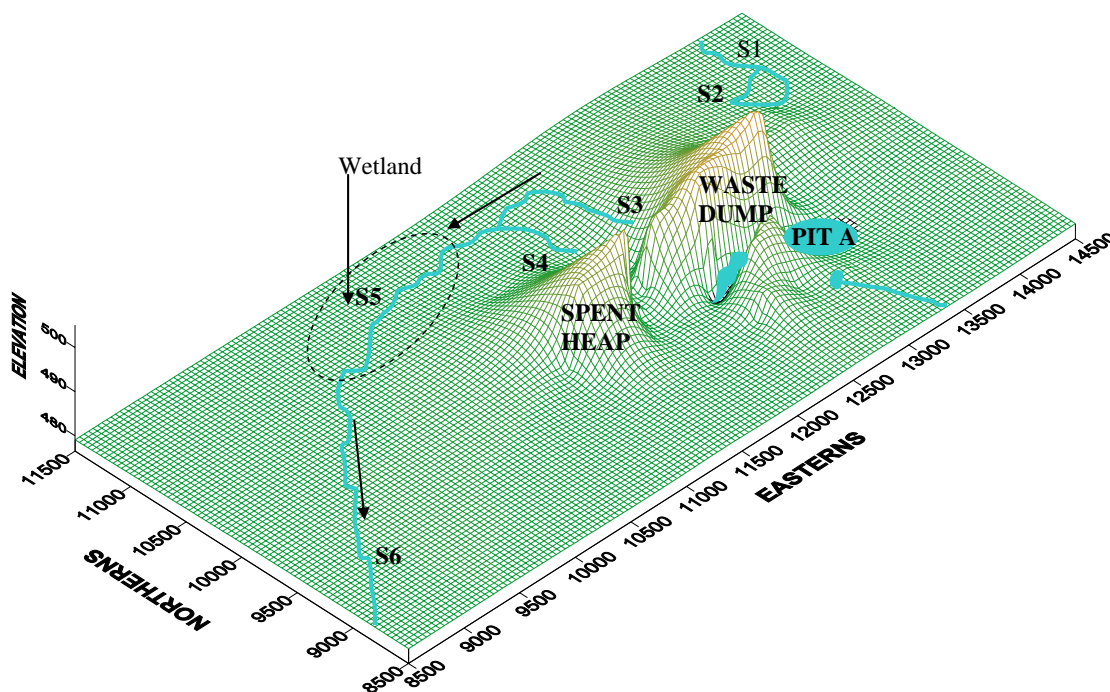 S1
S2
Wetland
WASTE
DUMP
S3
PIT A
S4
S5
SPENT
HEAP
S6
ELEVATION
500
490
480
11500
11000
10500
10000
9500
9000
8500
NORTHERNS
8500
9000
9500
10000
10500
11000
11500
12000
12500
13000
13500
14000
14500
EASTERNS